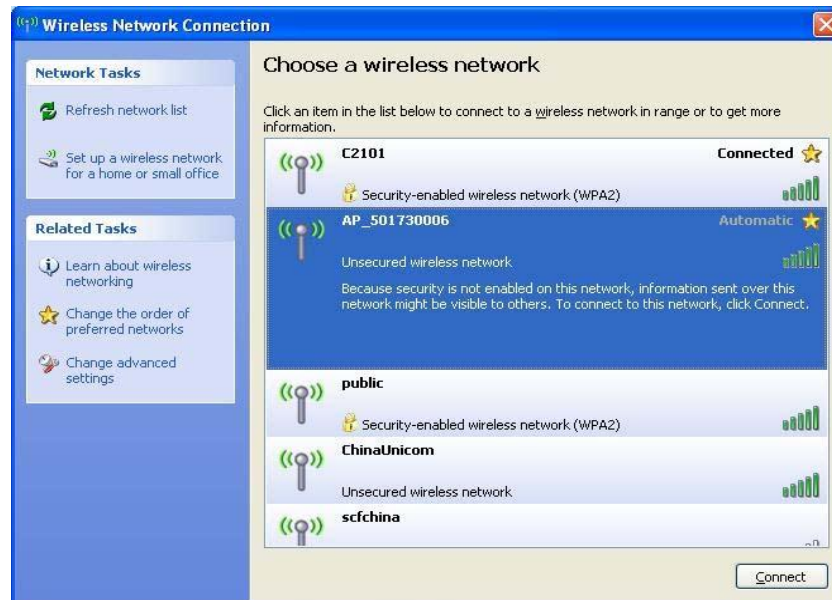 Wireless Network Connection
Network Tasks
Refresh network list
Set up a wireless network
for a home or small office
Related Tasks
Learn about wireless
networking
Change the order of
preferred networks
Change advanced
settings
Choose a wireless network
Click an item in the list below to connect to a wireless network in range or to get more
information.
C2101 Connected
Security-enabled wireless network (WPA2)
AP_501730006 Automatic
Unsecured wireless network
Because security is not enabled on this network, information sent over this
network might be visible to others. To connect to this network, click Connect.
public
Security-enabled wireless network (WPA2)
ChinaUnicom
Unsecured wireless network
scfchina
Connect